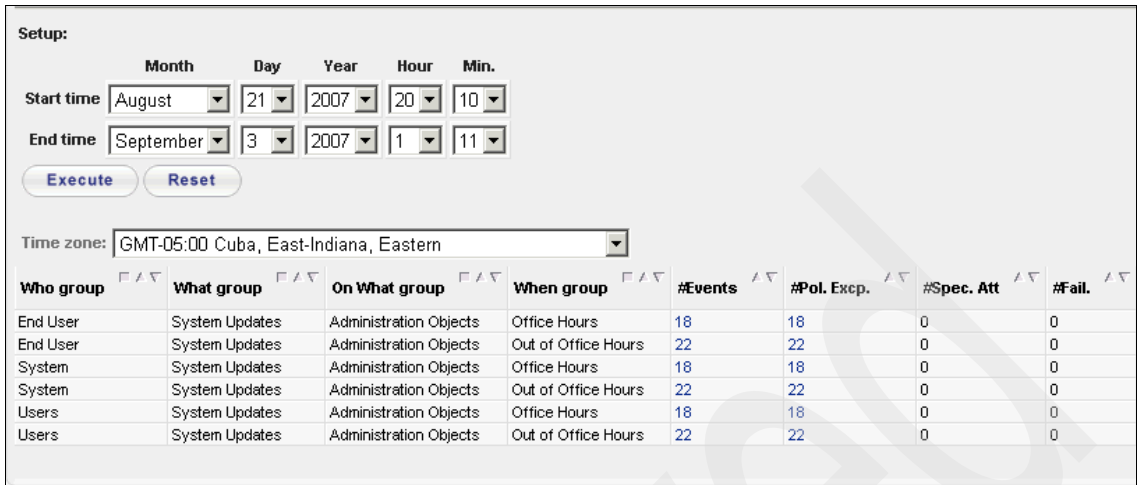 Setup:
Month Day Year Hour Min.
Start time August 21 2007 20 10
End time September 3 2007 1 11
Execute Reset
Time zone: GMT-05:00 Cuba, East-Indiana, Eastern
Who group What group On What group When group #Events #Pol. Excp. #Spec. Att #Fail.
End User System Updates Administration Objects Office Hours 18 18 0 0
End User System Updates Administration Objects Out of Office Hours 22 22 0 0
System System Updates Administration Objects Office Hours 18 18 0 0
System System Updates Administration Objects Out of Office Hours 22 22 0 0
Users System Updates Administration Objects Office Hours 18 18 0 0
Users System Updates Administration Objects Out of Office Hours 22 22 0 0